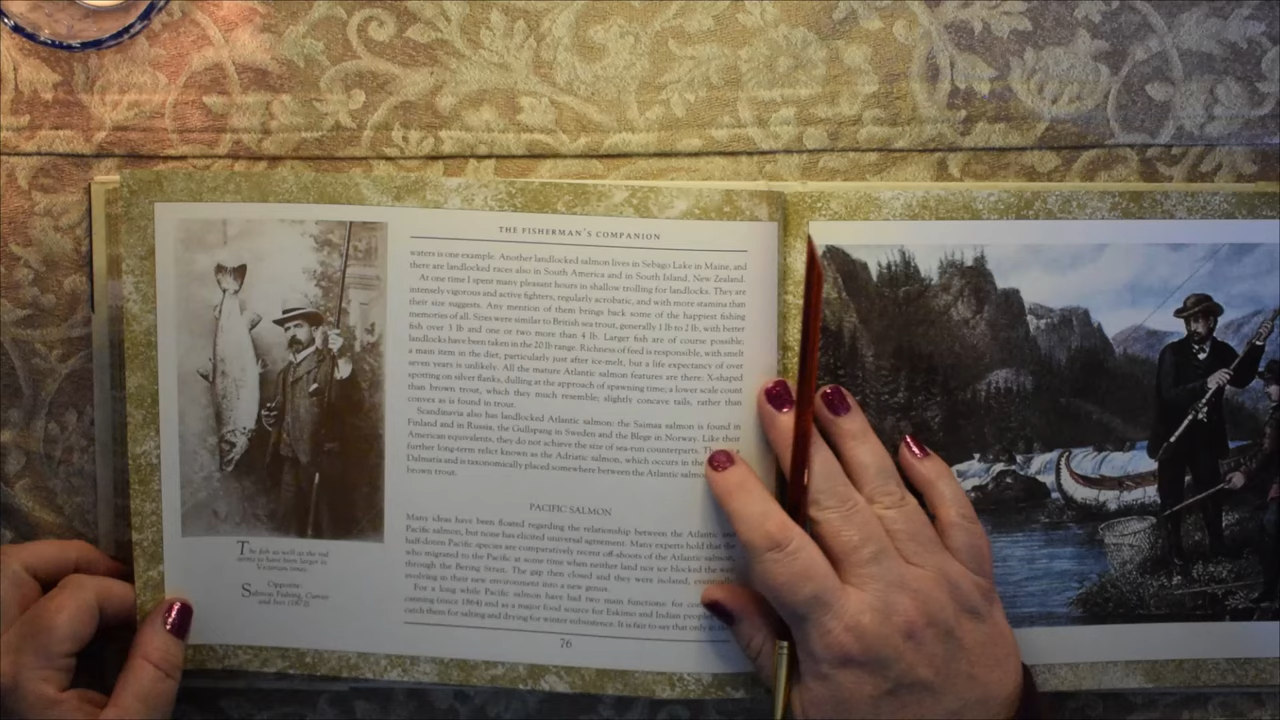 THE FISHERMAN'S COMPANION
waters is one example. Another landlocked salmon lives in Sebago Lake in Maine, and
there are landlocked races also in South America and in South Island, New Zealand.
At one time I spent many pleasant hours in shallow trolling for landlocks. They are
intensely vigorous and active fighters, regularly acrobatic, and with more stamina than
their size suggests. Any mention of them brings back some of the happiest fishing
memories of all. Sizes were similar to British sea trout, generally 1 lb to 2 lb, with better
fish over 3 lb and one or two more than 4 lb. Larger fish are of course possible;
landlocks have been taken in the 20 lb range. Richness of feed is responsible, with smelt
a main item in the diet, particularly just after ice-melt, but a life expectancy of over
seven years is unlikely. All the mature Atlantic salmon features are there: X-shaped
spotting on silver flanks, dulling at the approach of spawning time; a lower scale count
than brown trout, which they much resemble; slightly concave tails, rather than
convex as is found in trout.
Scandinavia also has landlocked Atlantic salmon: the Saimaa salmon is found in
Finland and in Russia, the Gullspang in Sweden and the Blege in Norway. Like their
American equivalents, they do not achieve the size of sea-run counterparts.
further long-term relict known as the Adriatic salmon, which occurs in the
Dalmatia and is taxonomically placed somewhere between the Atlantic
brown trout.
PACIFIC SALMON
Many ideas have been floated regarding the relationship between the Atlantic and
Pacific salmon, but none has elicited universal agreement. Many experts hold that the
half-dozen Pacific species are comparatively recent off-shoots of the Atlantic salmon,
who migrated to the Pacific at some time when neither land nor ice blocked the way
through the Bering Strait. The gap then closed and they were isolated,
evolving in their new environment into a new genus.
For a long while Pacific salmon have had two main functions: for
canning (since 1864) and as a major food source for Eskimo and Indian
catch them for salting and drying for winter subsistence. It is fair to say that only
76
The fish as well as the rod
seems to have been larger in
Victorian times.
Opposite:
Salmon Fishing, Currier
and Ives (1872).